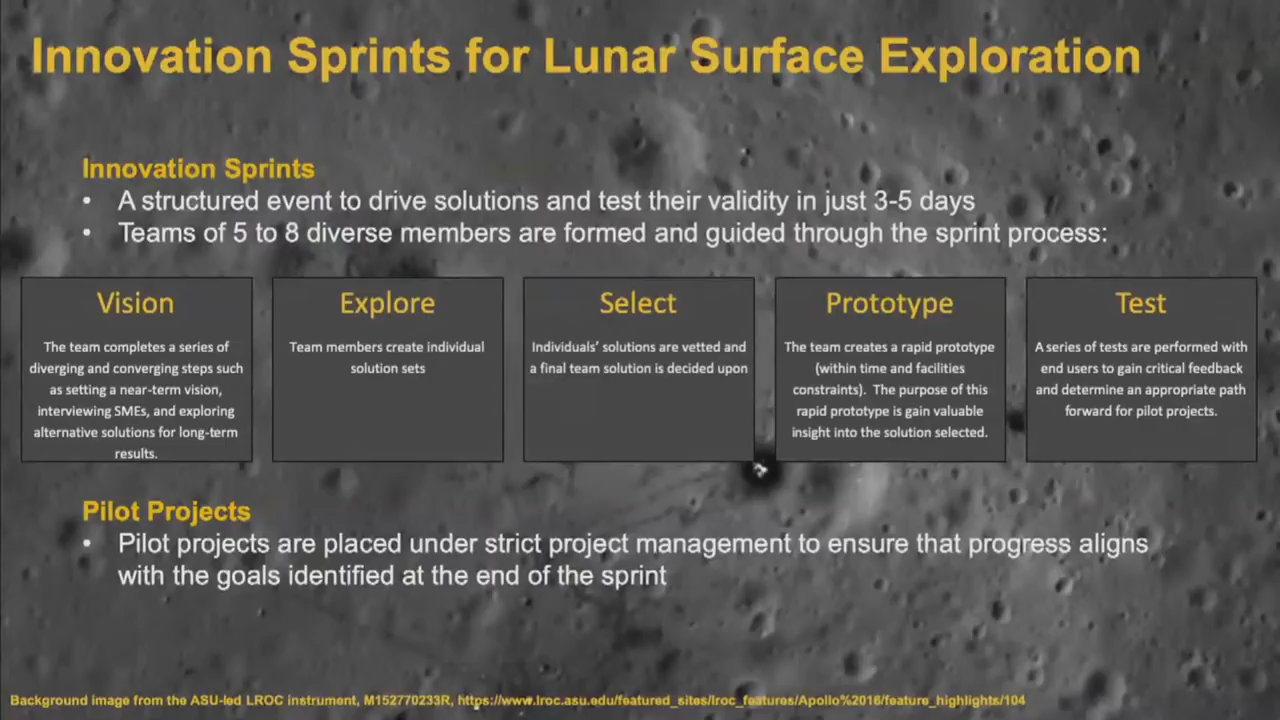 Innovation Sprints for Lunar Surface Exploration
Innovation Sprints
• A structured event to drive solutions and test their validity in just 3-5 days
• Teams of 5 to 8 diverse members are formed and guided through the sprint process:
Vision
The team completes a series of
diverging and converging steps such
as setting a near-term vision,
interviewing SMEs, and exploring
alternative solutions for long-term
results.
Explore
Team members create individual
solution sets
Select
Individuals' solutions are vetted and
a final team solution is decided upon
Prototype
The team creates a rapid prototype
(within time and facilities
constraints). The purpose of this
rapid prototype is gain valuable
insight into the solution selected.
Test
A series of tests are performed with
end users to gain critical feedback
and determine an appropriate path
forward for pilot projects.
Pilot Projects
• Pilot projects are placed under strict project management to ensure that progress aligns
with the goals identified at the end of the sprint
Background image from the ASU-led LROC instrument, M152770233R, https://www.lroc.asu.edu/featured_sites/lroc_features/Apollo%2016/feature_highlights/104